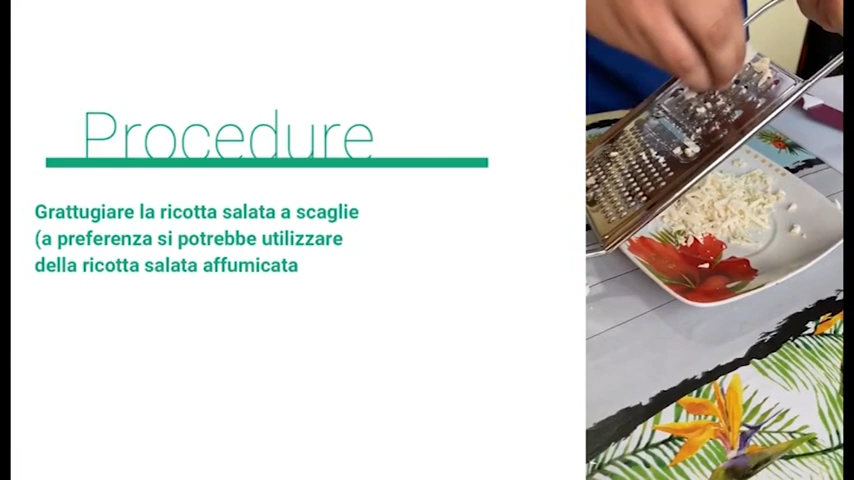 Procedure
Grattugiare la ricotta salata a scaglie
(a preferenza si potrebbe utilizzare
della ricotta salata affumicata